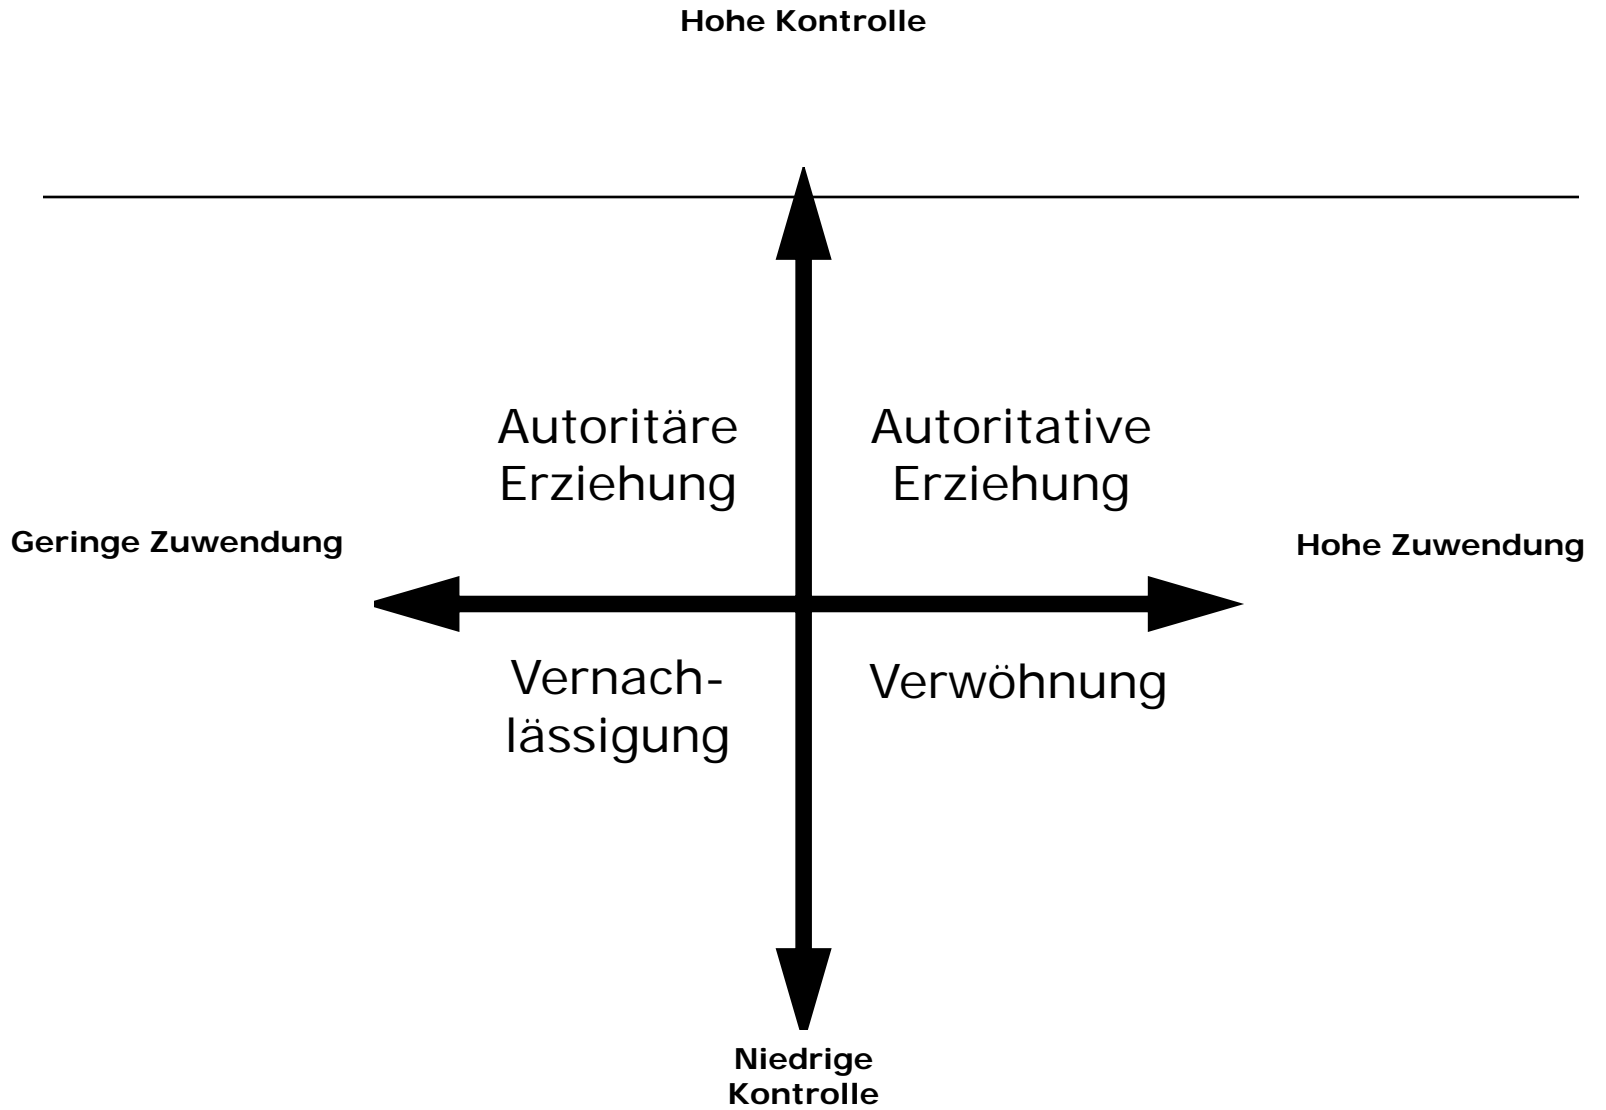 Hohe Kontrolle
Autoritäre
Erziehung
Autoritative
Erziehung
Geringe Zuwendung
Hohe Zuwendung
Vernach-
lässigung
Verwöhnung
Niedrige
Kontrolle